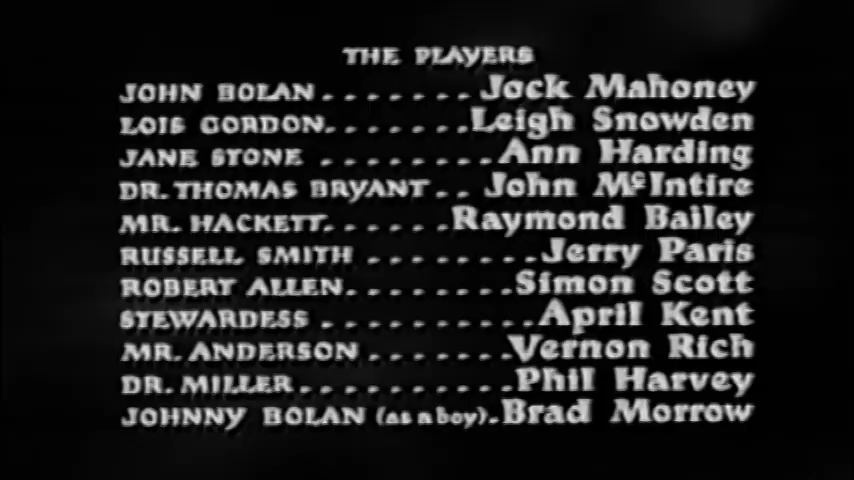 THE PLAYERS
JOHN BOLAN.......Jock Mahoney
LOIS GORDON.......Leigh Snowden
JANE STONE ........Ann Harding
DR. THOMAS BRYANT.. John McIntire
MR. HACKETT......Raymond Bailey
RUSSELL SMITH ........Jerry Paris
ROBERT ALLEN........Simon Scott
STEWARDESS ..........April Kent
MR. ANDERSON.......Vernon Rich
DR. MILLER..........Phil Harvey
JOHNNY BOLAN (as a boy).Brad Morrow